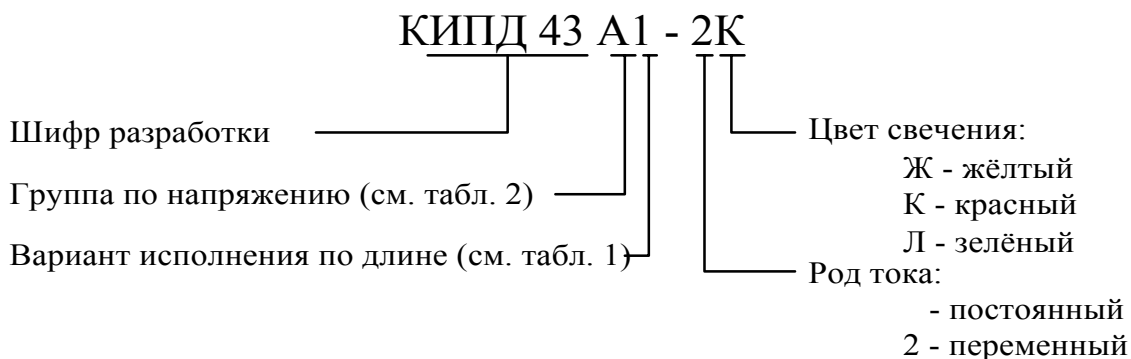 КИПД 43 А1 - 2К
Шифр разработки
Группа по напряжению (см. табл. 2)
Вариант исполнения по длине (см. табл. 1)
Цвет свечения:
Ж - жёлтый
К - красный
Л - зелёный
Род тока:
- постоянный
2 - переменный